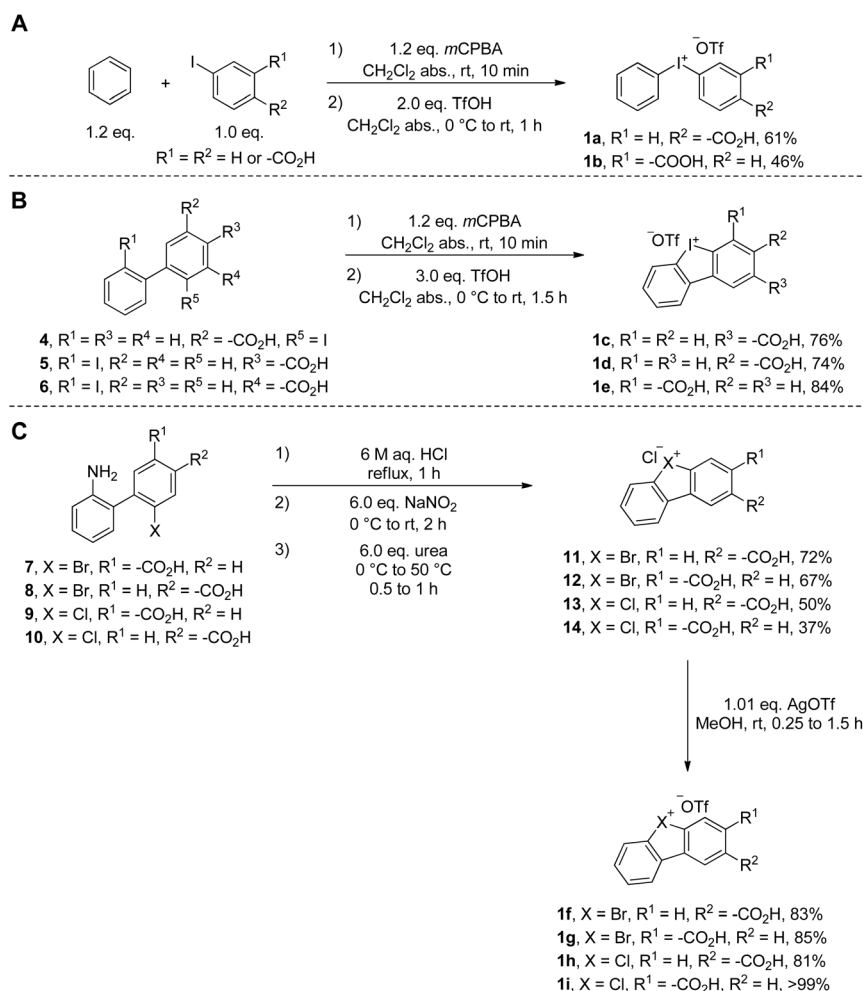 A
1) 1.2 eq. mCPBA
CH₂Cl₂ abs., rt, 10 min
2) 2.0 eq. TfOH
CH₂Cl₂ abs., 0 °C to rt, 1 h
+
I
R¹
R²
1.2 eq.
1.0 eq.
R¹ = R² = H or -CO₂H
⁻OTf
I⁺
R¹
R²
1a, R¹ = H, R² = -CO₂H, 61%
1b, R¹ = -COOH, R² = H, 46%
B
R¹
R²
R³
R⁴
R⁵
4, R¹ = R³ = R⁴ = H, R² = -CO₂H, R⁵ = I
5, R¹ = I, R² = R⁴ = R⁵ = H, R³ = -CO₂H
6, R¹ = I, R² = R³ = R⁵ = H, R⁴ = -CO₂H
1) 1.2 eq. mCPBA
CH₂Cl₂ abs., rt, 10 min
2) 3.0 eq. TfOH
CH₂Cl₂ abs., 0 °C to rt, 1.5 h
⁻OTf
I⁺
R¹
R²
R³
1c, R¹ = R² = H, R³ = -CO₂H, 76%
1d, R¹ = R³ = H, R² = -CO₂H, 74%
1e, R¹ = -CO₂H, R² = R³ = H, 84%
C
NH₂
R¹
R²
X
7, X = Br, R¹ = -CO₂H, R² = H
8, X = Br, R¹ = H, R² = -CO₂H
9, X = Cl, R¹ = -CO₂H, R² = H
10, X = Cl, R¹ = H, R² = -CO₂H
1) 6 M aq. HCl
reflux, 1 h
2) 6.0 eq. NaNO₂
0 °C to rt, 2 h
3) 6.0 eq. urea
0 °C to 50 °C
0.5 to 1 h
Cl⁻
X⁺
R¹
R²
11, X = Br, R¹ = H, R² = -CO₂H, 72%
12, X = Br, R¹ = -CO₂H, R² = H, 67%
13, X = Cl, R¹ = H, R² = -CO₂H, 50%
14, X = Cl, R¹ = -CO₂H, R² = H, 37%
1.01 eq. AgOTf
MeOH, rt, 0.25 to 1.5 h
⁻OTf
X⁺
R¹
R²
1f, X = Br, R¹ = H, R² = -CO₂H, 83%
1g, X = Br, R¹ = -CO₂H, R² = H, 85%
1h, X = Cl, R¹ = H, R² = -CO₂H, 81%
1i, X = Cl, R¹ = -CO₂H, R² = H, >99%